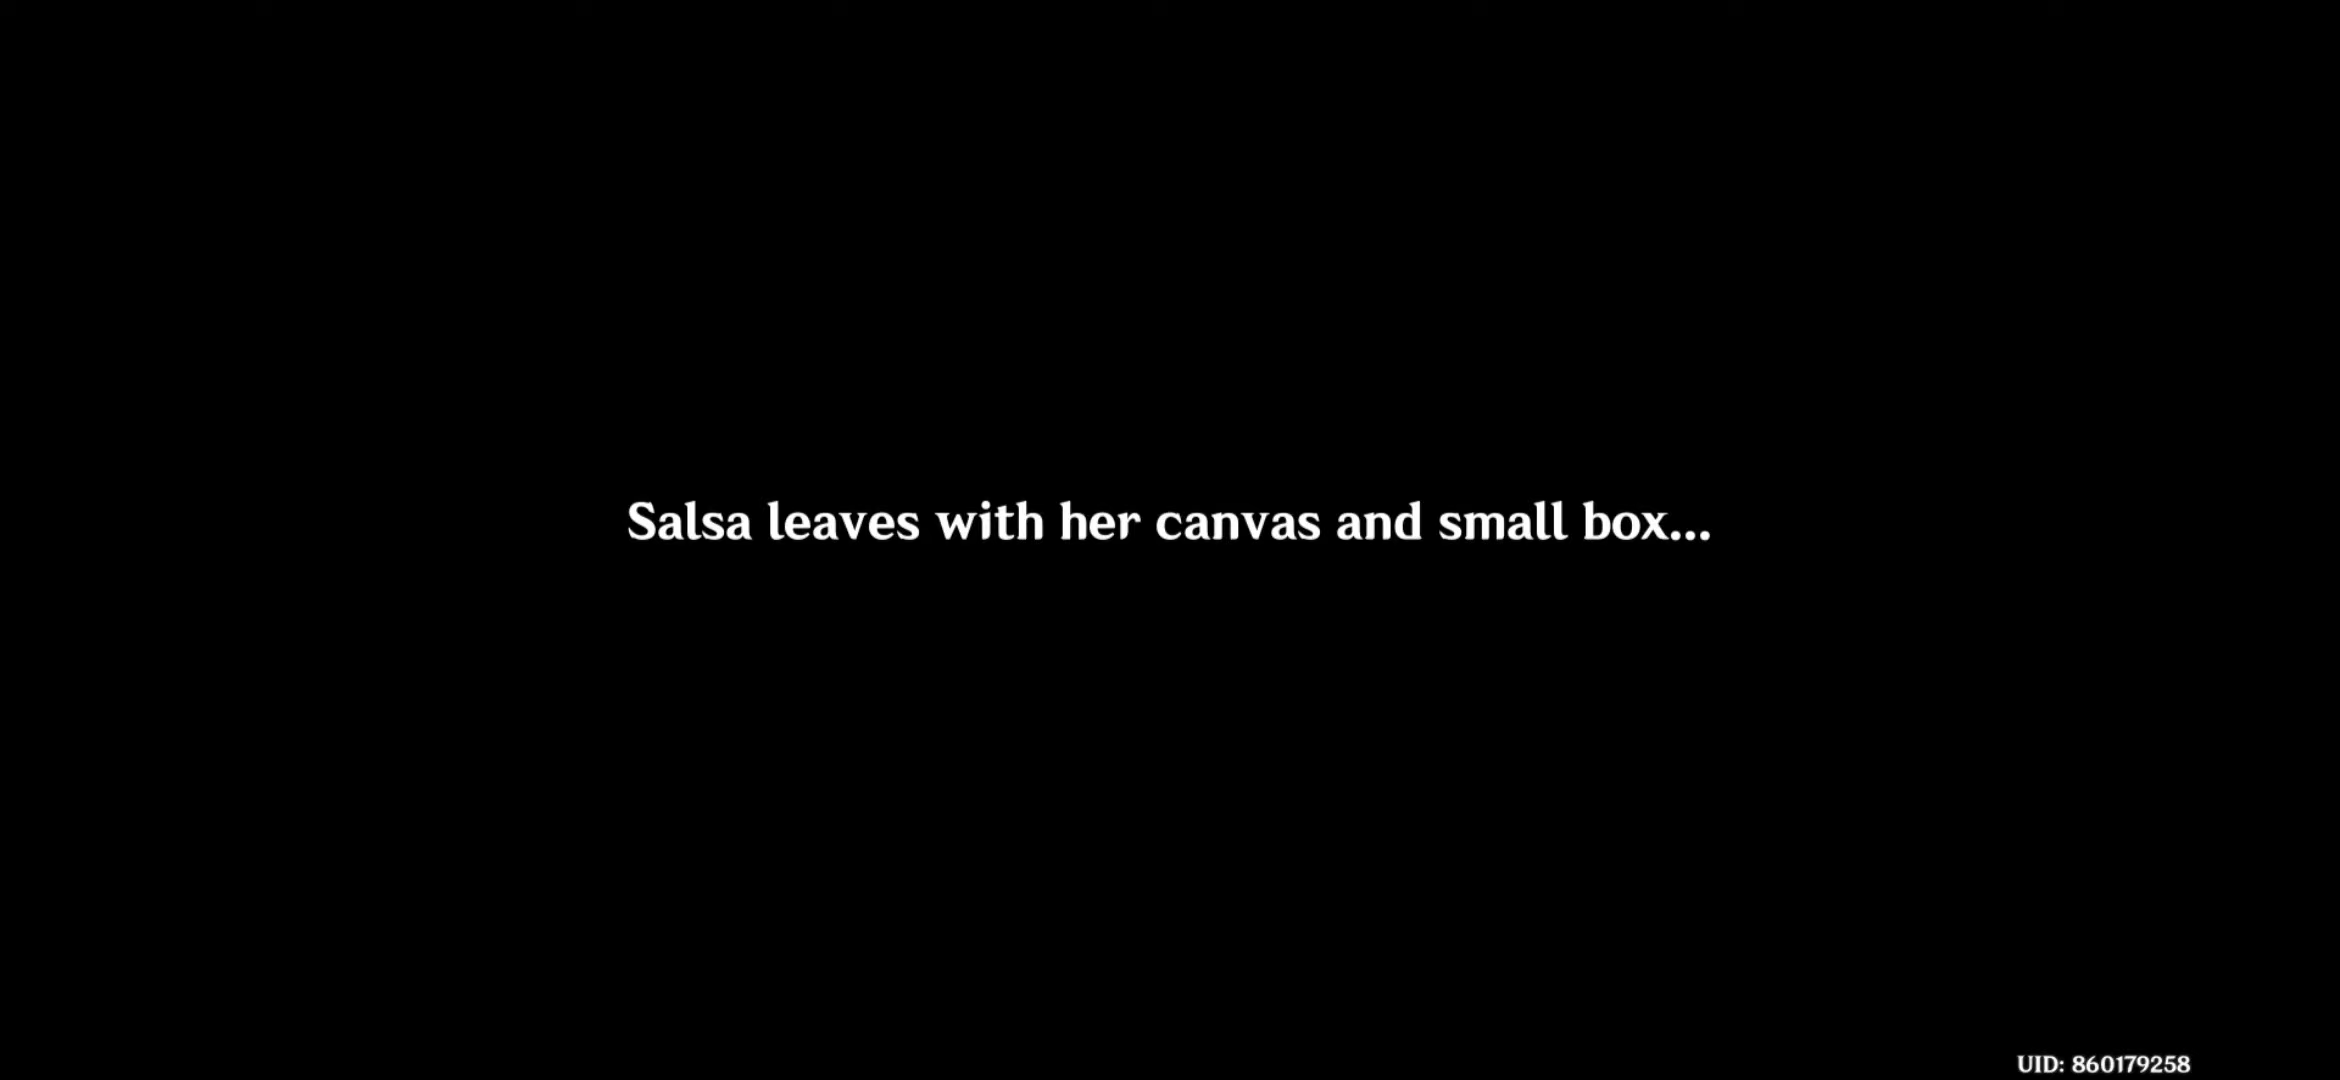 Salsa leaves with her canvas and small box...
UID: 860179258